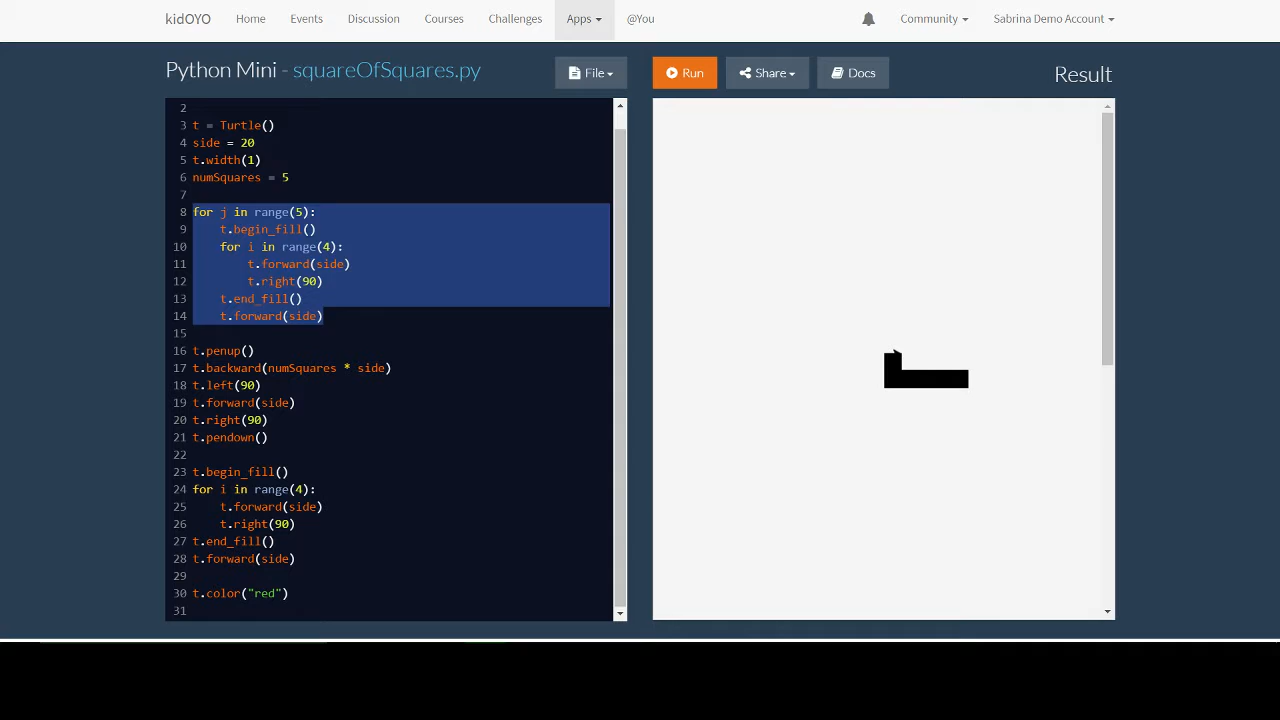 kidOYO Home Events Discussion Courses Challenges Apps @You Community Sabrina Demo Account
Python Mini - squareOfSquares.py File Run Share Docs Result
2
3 t = Turtle()
4 side = 20
5 t.width(1)
6 numSquares = 5
7
8 for j in range(5):
9 t.begin_fill()
10 for i in range(4):
11 t.forward(side)
12 t.right(90)
13 t.end_fill()
14 t.forward(side)
15
16 t.penup()
17 t.backward(numSquares * side)
18 t.left(90)
19 t.forward(side)
20 t.right(90)
21 t.pendown()
22
23 t.begin_fill()
24 for i in range(4):
25 t.forward(side)
26 t.right(90)
27 t.end_fill()
28 t.forward(side)
29
30 t.color("red")
31